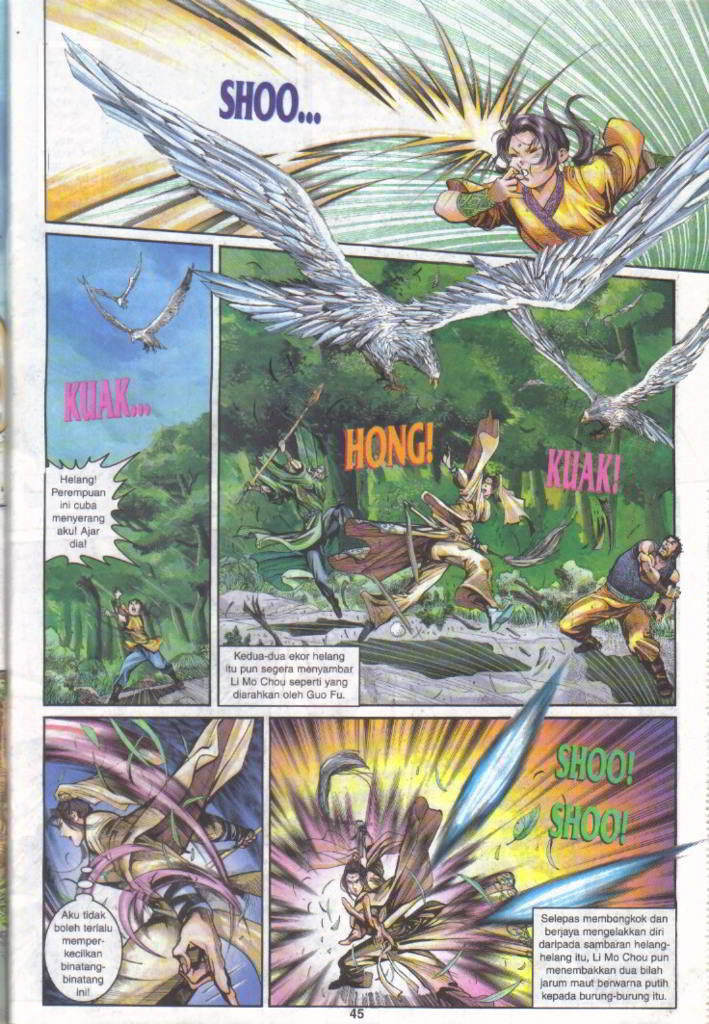 SHOO...
KUAK...
Helang!
Perempuan
ini cuba
menyerang
aku! Ajar
dia!
HONG!
KUAK!
Kedua-dua ekor helang
itu pun segera menyambar
Li Mo Chou seperti yang
diarahkan oleh Guo Fu.
Aku tidak
boleh terlalu
memper-
kecilkan
binatang-
binatang
ini!
SHOO!
SHOO!
Selepas membongkok dan
berjaya mengelakkan diri
daripada sambaran helang-
helang itu, Li Mo Chou pun
menembakkan dua bilah
jarum maut berwarna putih
kepada burung-burung itu.
45